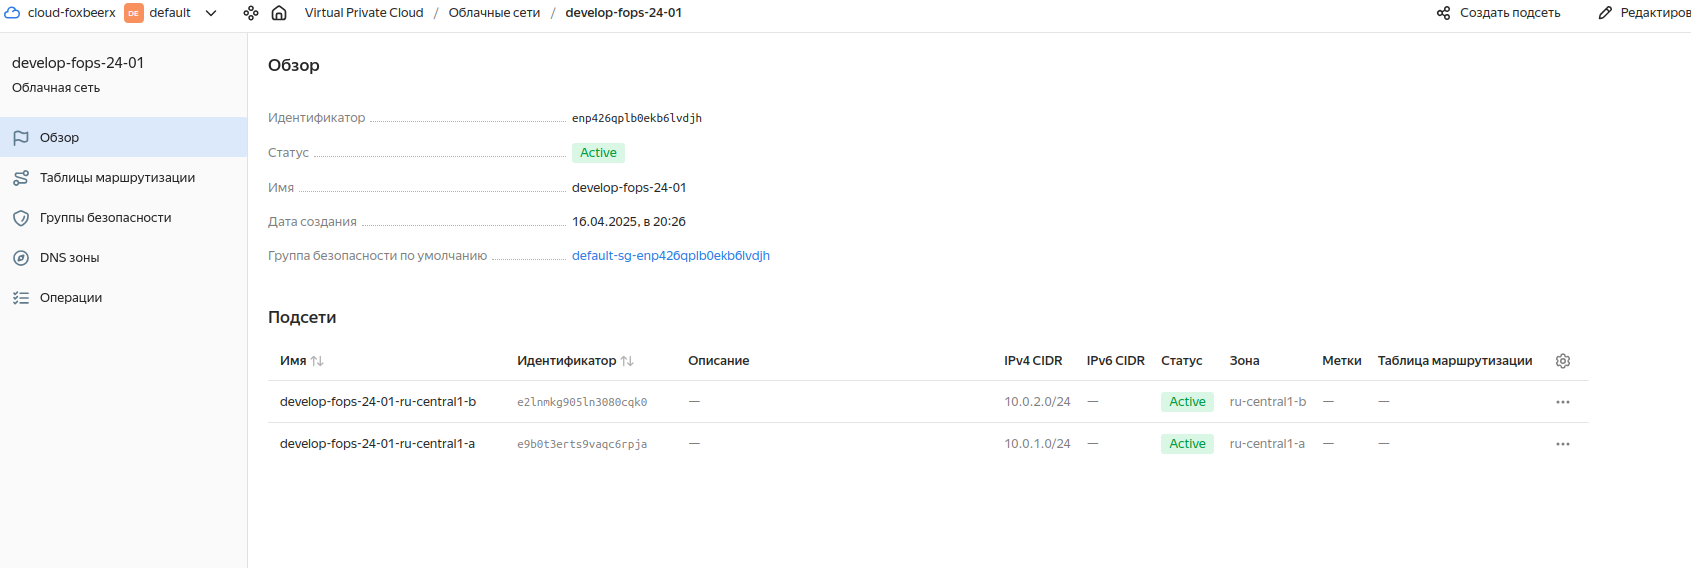 cloud-foxbeerx DE default Virtual Private Cloud / Облачные сети / develop-fops-24-01 Создать подсеть
develop-fops-24-01
Облачная сеть
Обзор
Таблицы маршрутизации
Группы безопасности
DNS зоны
Операции
Обзор
Идентификатор enp426qplb0ekb6lvdjh
Статус Active
Имя develop-fops-24-01
Дата создания 16.04.2025, в 20:26
Группа безопасности по умолчанию default-sg-enp426qplb0ekb6lvdjh
Подсети
Имя Идентификатор Описание IPv4 CIDR IPv6 CIDR Статус Зона Метки Таблица маршрутизации
develop-fops-24-01-ru-central1-b e2lnmkg905ln3080cqk0 — 10.0.2.0/24 — Active ru-central1-b — —
develop-fops-24-01-ru-central1-a e9b0t3erts9vaqc6rpja — 10.0.1.0/24 — Active ru-central1-a — —